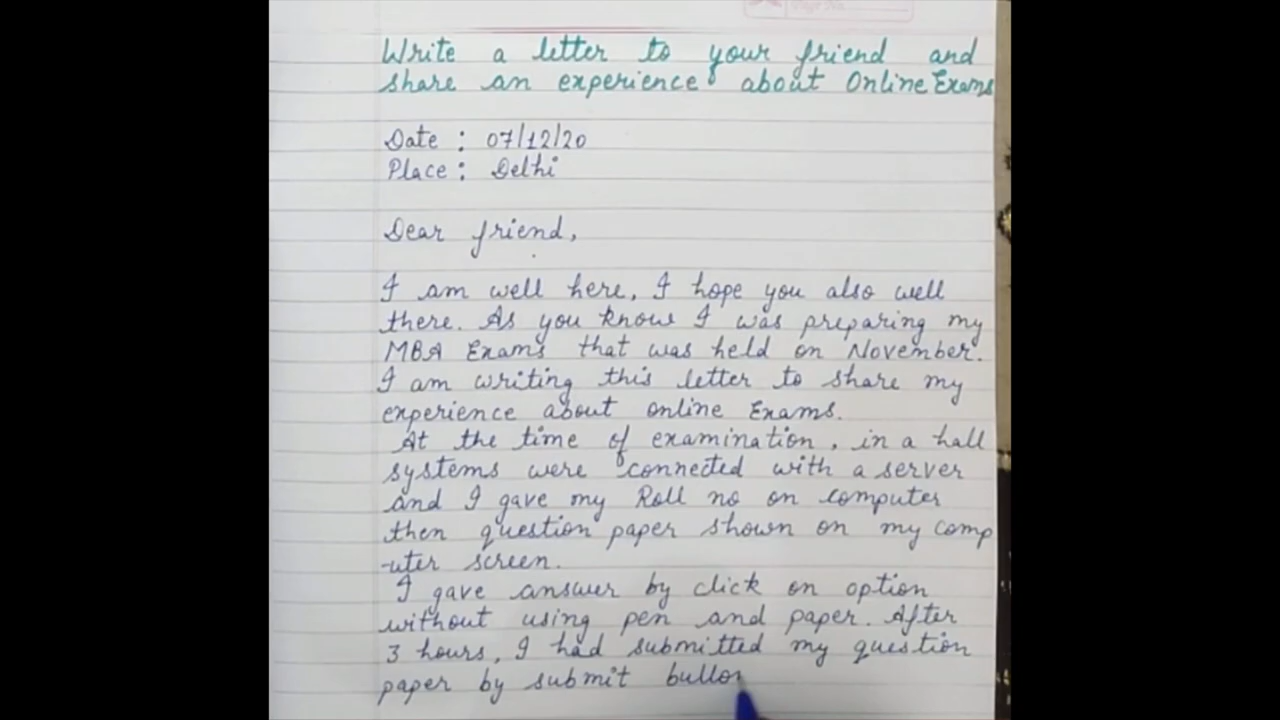 Page No.
Write a letter to your friend and
share an experience about Online Exams
Date : 07/12/20
Place : Delhi
Dear friend,
I am well here, I hope you also well
there. As you know I was preparing my
MBA Exams that was held on November.
I am writing this letter to share my
experience about online Exams.
At the time of examination, in a hall
systems were connected with a server
and I gave my Roll no on computer
then question paper shown on my comp
-uter screen.
I gave answer by click on option
without using pen and paper. After
3 hours, I had submitted my question
paper by submit